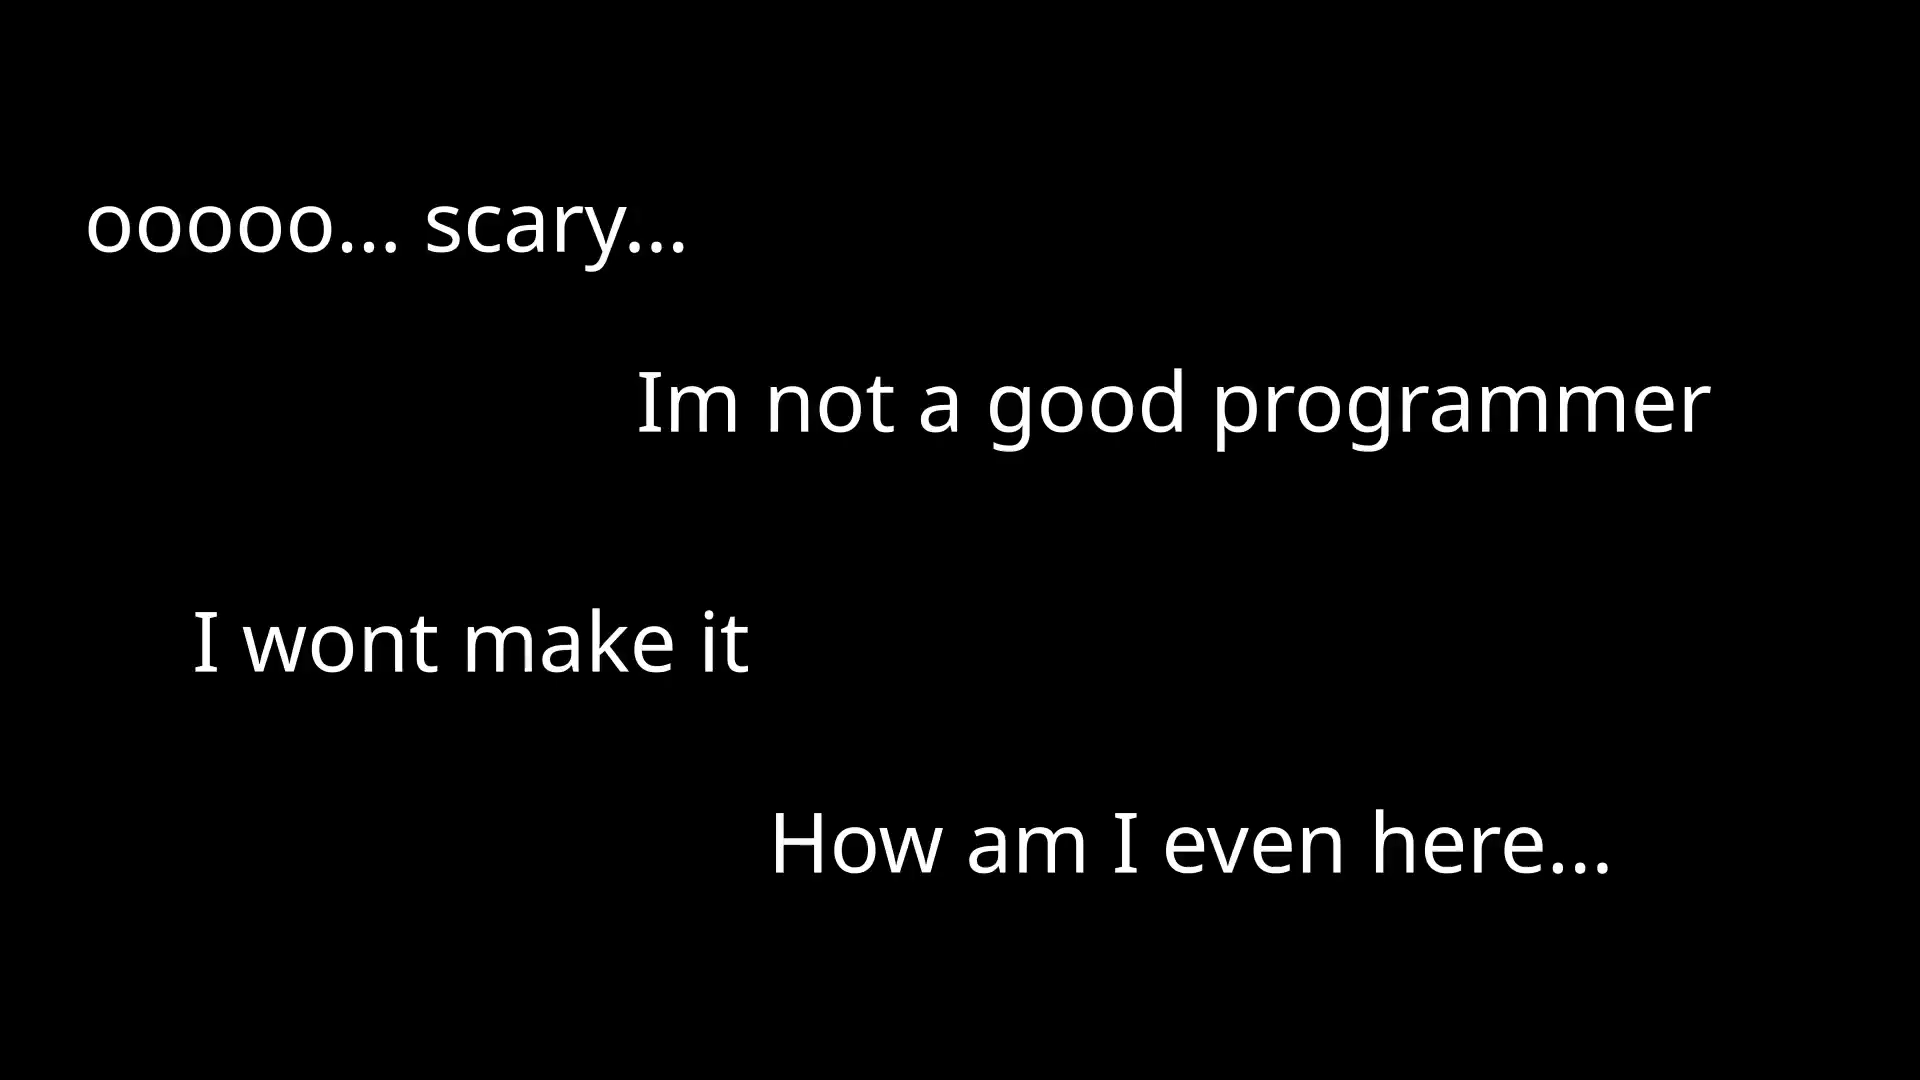 ooooo... scary...
Im not a good programmer
I wont make it
How am I even here...